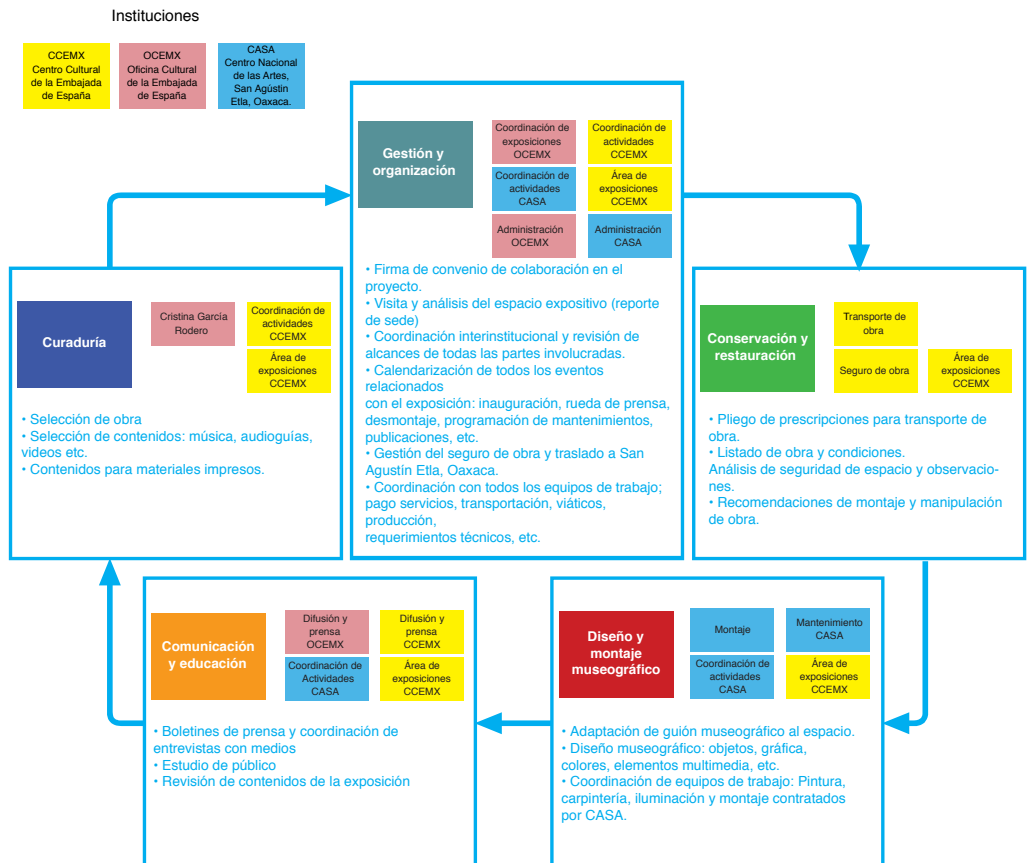 Instituciones
CCEMX
Centro Cultural
de la Embajada
de España
OCEMX
Oficina Cultural
de la Embajada
de España
CASA
Centro Nacional
de las Artes,
San Agústin
Etla, Oaxaca.
Gestión y
organización
Coordinación de
exposiciones
OCEMX
Coordinación de
actividades
CCEMX
Coordinación de
actividades
CASA
Área de
exposiciones
CCEMX
Administración
OCEMX
Administración
CASA
• Firma de convenio de colaboración en el
proyecto.
• Visita y análisis del espacio expositivo (reporte
de sede)
• Coordinación interinstitucional y revisión de
alcances de todas las partes involucradas.
• Calendarización de todos los eventos
relacionados
con el exposición: inauguración, rueda de prensa,
desmontaje, programación de mantenimientos,
publicaciones, etc.
• Gestión del seguro de obra y traslado a San
Agustín Etla, Oaxaca.
• Coordinación con todos los equipos de trabajo;
pago servicios, transportación, viáticos,
producción,
requerimientos técnicos, etc.
Curaduría
Cristina García
Rodero
Coordinación de
actividades
CCEMX
Área de
exposiciones
CCEMX
• Selección de obra
• Selección de contenidos: música, audioguías,
videos etc.
• Contenidos para materiales impresos.
Conservación y
restauración
Transporte de
obra
Seguro de obra
Área de
exposiciones
CCEMX
• Pliego de prescripciones para transporte de
obra.
• Listado de obra y condiciones.
Análisis de seguridad de espacio y observacio-
nes.
• Recomendaciones de montaje y manipulación
de obra.
Comunicación
y educación
Difusión y
prensa
OCEMX
Difusión y
prensa
CCEMX
Coordinación de
Actividades
CASA
Área de
exposiciones
CCEMX
• Boletines de prensa y coordinación de
entrevistas con medios
• Estudio de público
• Revisión de contenidos de la exposición
Diseño y
montaje
museográfico
Montaje
Mantenimiento
CASA
Coordinación de
actividades
CASA
Área de
exposiciones
CCEMX
• Adaptación de guión museográfico al espacio.
• Diseño museográfico: objetos, gráfica,
colores, elementos multimedia, etc.
• Coordinación de equipos de trabajo: Pintura,
carpintería, iluminación y montaje contratados
por CASA.